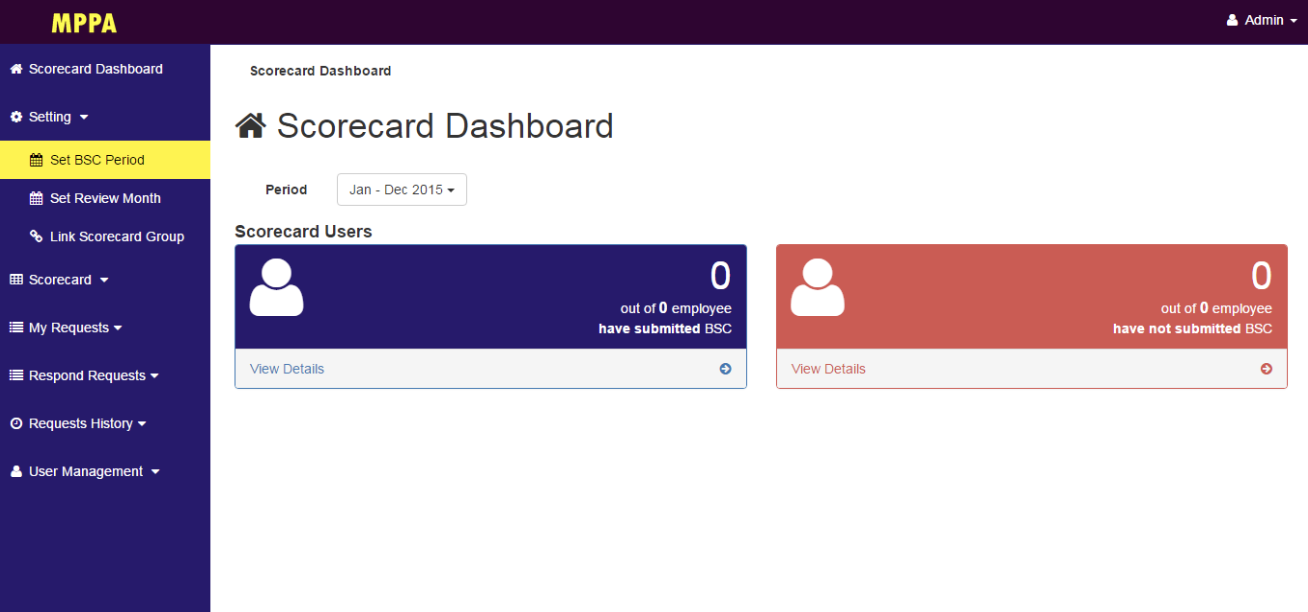 MPPA
Admin
Scorecard Dashboard
Setting
Set BSC Period
Set Review Month
Link Scorecard Group
Scorecard
My Requests
Respond Requests
Requests History
User Management
Scorecard Dashboard
Scorecard Dashboard
Period
Jan - Dec 2015
Scorecard Users
0
out of 0 employee
have submitted BSC
View Details
0
out of 0 employee
have not submitted BSC
View Details